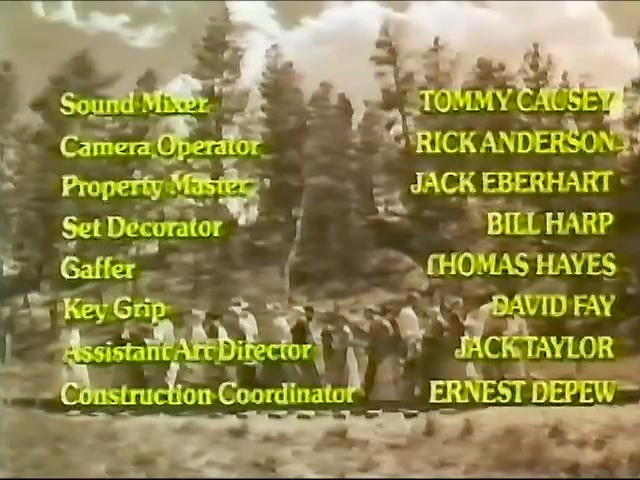 Sound Mixer TOMMY CAUSEY
Camera Operator RICK ANDERSON
Property Master JACK EBERHART
Set Decorator BILL HARP
Gaffer THOMAS HAYES
Key Grip DAVID FAY
Assistant Art Director JACK TAYLOR
Construction Coordinator ERNEST DEPEW